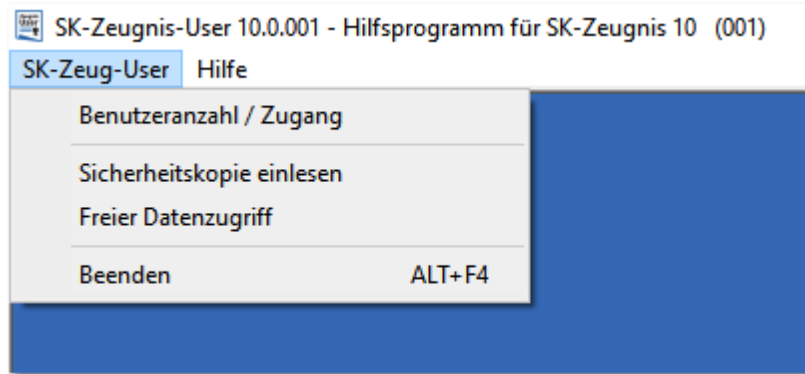 SK-Zeugnis-User 10.0.001 - Hilfsprogramm für SK-Zeugnis 10 (001)
SK-Zeug-User Hilfe
Benutzeranzahl / Zugang
Sicherheitskopie einlesen
Freier Datenzugriff
Beenden ALT+F4